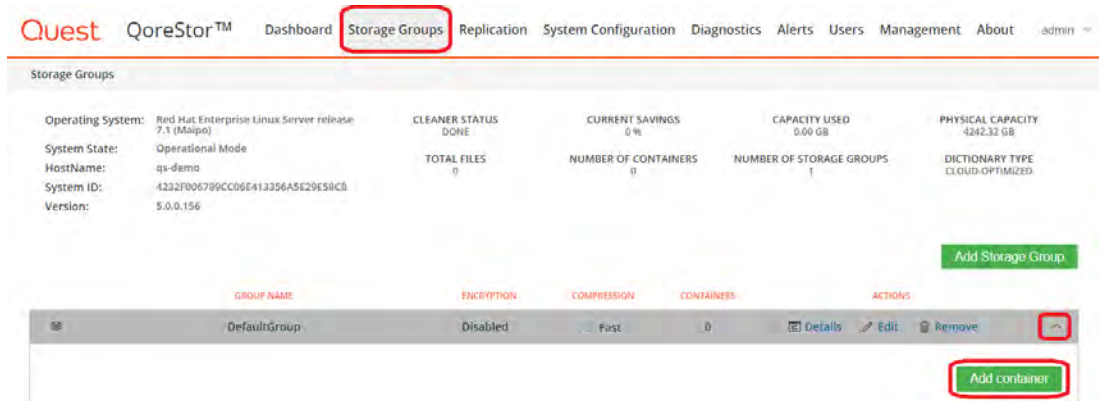 Quest QoreStor™ Dashboard Storage Groups Replication System Configuration Diagnostics Alerts Users Management About admin
Storage Groups
Operating System: Red Hat Enterprise Linux Server release 7.1 (Maipo)
System State: Operational Mode
HostName: qs-demo
System ID:
Version: 5.0.0.156
CLEANER STATUS
DONE
CURRENT SAVINGS
0 %
CAPACITY USED
0.00 GB
PHYSICAL CAPACITY
4242.32 GB
TOTAL FILES
0
NUMBER OF CONTAINERS
0
NUMBER OF STORAGE GROUPS
1
DICTIONARY TYPE
CLOUD-OPTIMIZED
Add Storage Group
GROUP NAME ENCRYPTION COMPRESSION CONTAINERS ACTIONS
DefaultGroup Disabled Fast 0 Details Edit Remove
Add container